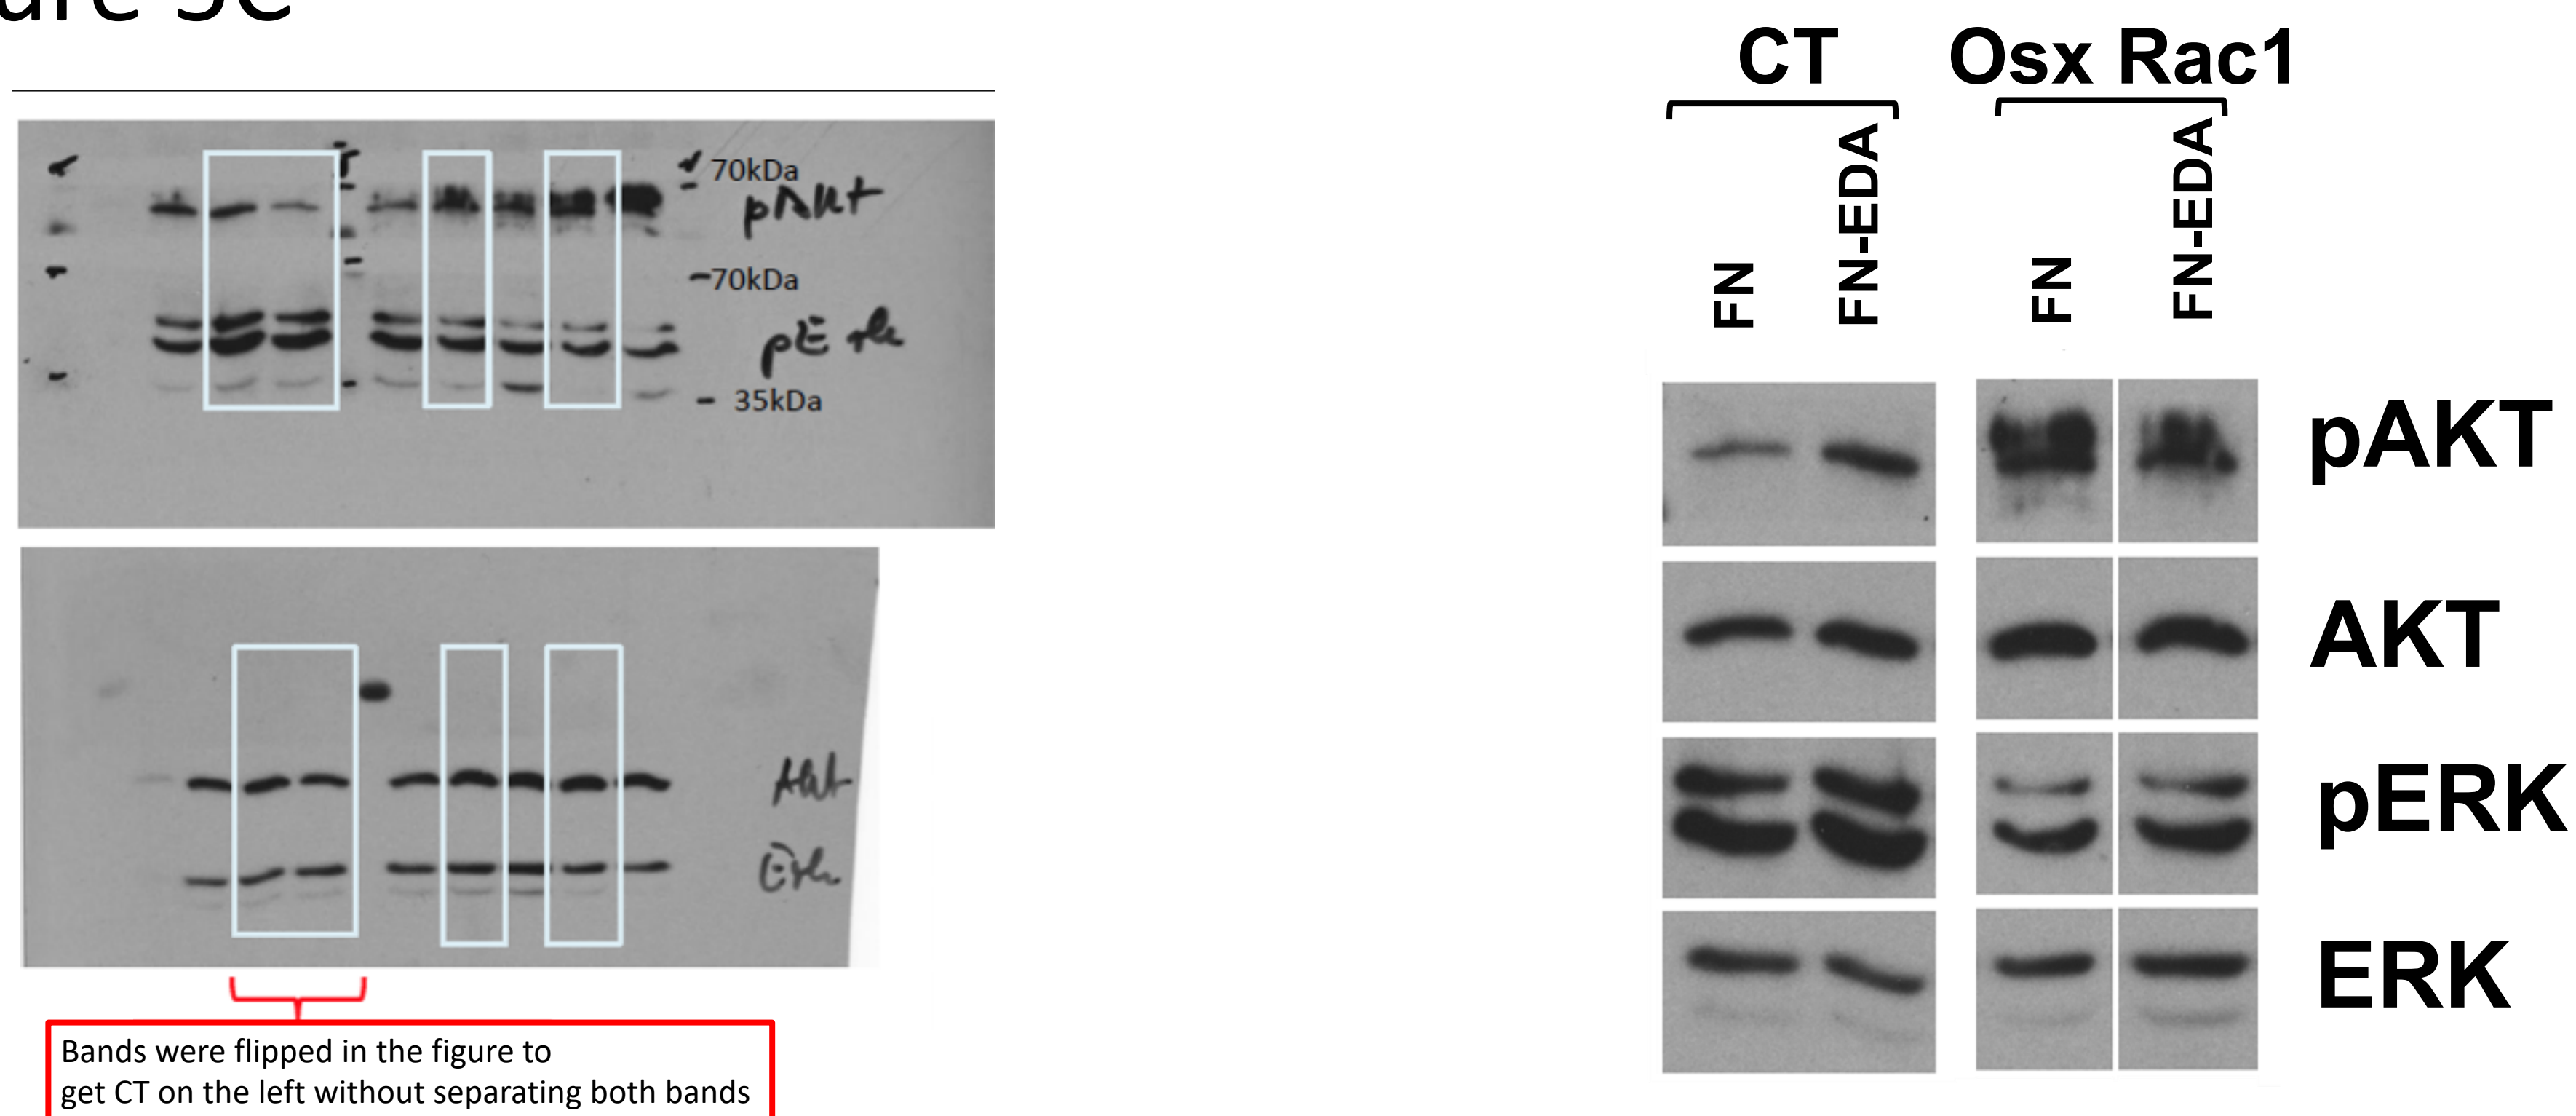 ure 5C
70kDa
pAkt
70kDa
pErk
35kDa
Akt
Erk
Bands were flipped in the figure to
get CT on the left without separating both bands
CT
Osx Rac1
FN
FN-EDA
FN
FN-EDA
pAKT
AKT
pERK
ERK